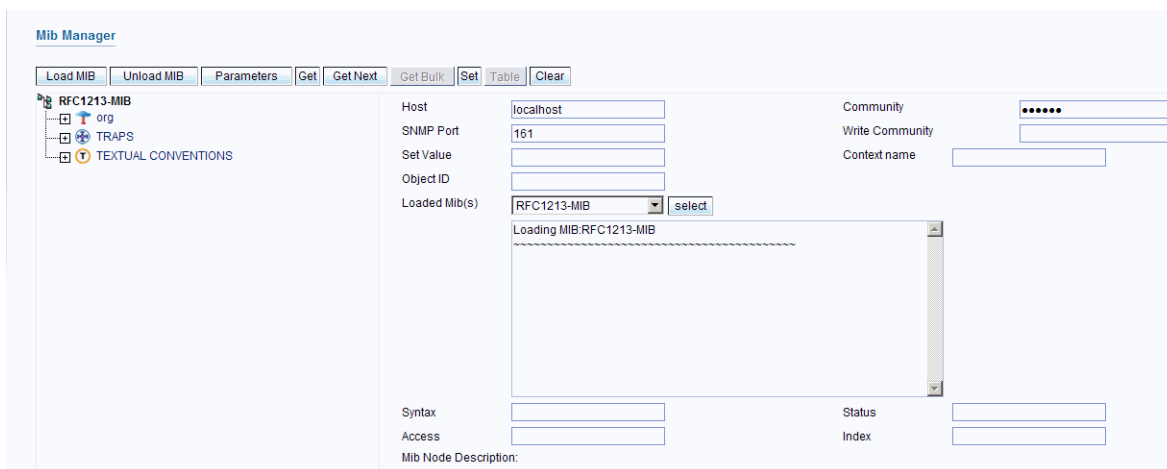 Mib Manager
Load MIB Unload MIB Parameters Get Get Next Get Bulk Set Table Clear
RFC1213-MIB
org
TRAPS
TEXTUAL CONVENTIONS
Host localhost Community ••••••
SNMP Port 161 Write Community
Set Value Context name
Object ID
Loaded Mib(s) RFC1213-MIB select
Loading MIB:RFC1213-MIB
~~~~~~~~~~~~~~~~~~~~~~~~~~~~~~~~~~~~~~~~
Syntax Status
Access Index
Mib Node Description: